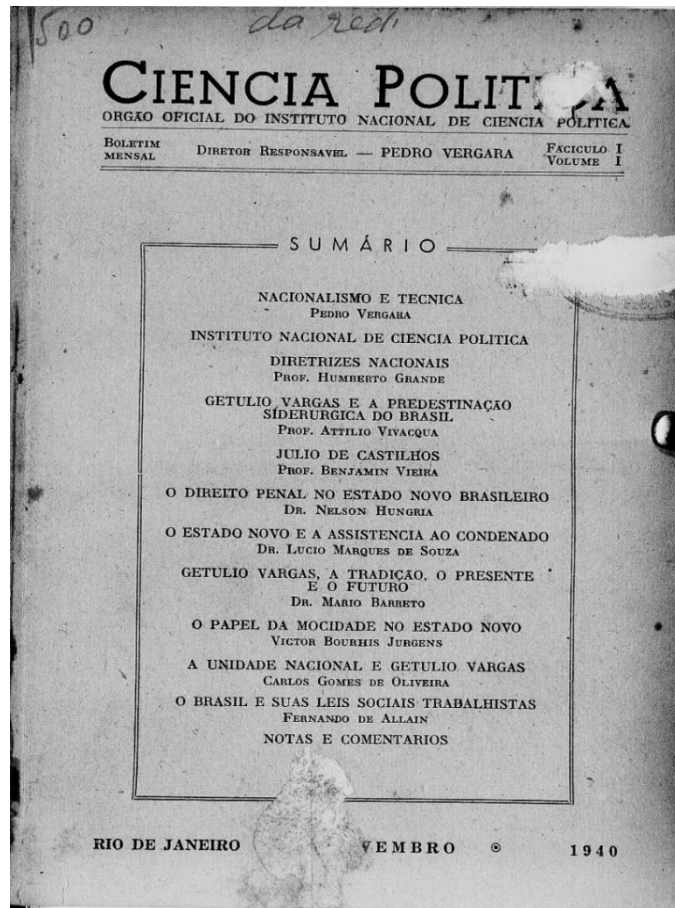 1500 da red.
CIENCIA POLITICA
ORGÃO OFICIAL DO INSTITUTO NACIONAL DE CIENCIA POLITICA
BOLETIM MENSAL
DIRETOR RESPONSAVEL — PEDRO VERGARA
FACICULO I
VOLUME I
SUMÁRIO
NACIONALISMO E TECNICA
PEDRO VERGARA
INSTITUTO NACIONAL DE CIENCIA POLITICA
DIRETRIZES NACIONAIS
PROF. HUMBERTO GRANDE
GETULIO VARGAS E A PREDESTINAÇÃO
SIDERURGICA DO BRASIL
PROF. ATTILIO VIVACQUA
JULIO DE CASTILHOS
PROF. BENJAMIN VIEIRA
O DIREITO PENAL NO ESTADO NOVO BRASILEIRO
DR. NELSON HUNGRIA
O ESTADO NOVO E A ASSISTENCIA AO CONDENADO
DR. LUCIO MARQUES DE SOUZA
GETULIO VARGAS, A TRADIÇÃO, O PRESENTE
E O FUTURO
DR. MARIO BARRETO
O PAPEL DA MOCIDADE NO ESTADO NOVO
VICTOR BOURHIS JURGENS
A UNIDADE NACIONAL E GETULIO VARGAS
CARLOS GOMES DE OLIVEIRA
O BRASIL E SUAS LEIS SOCIAIS TRABALHISTAS
FERNANDO DE ALLAIN
NOTAS E COMENTARIOS
RIO DE JANEIRO VEMBRO 1940